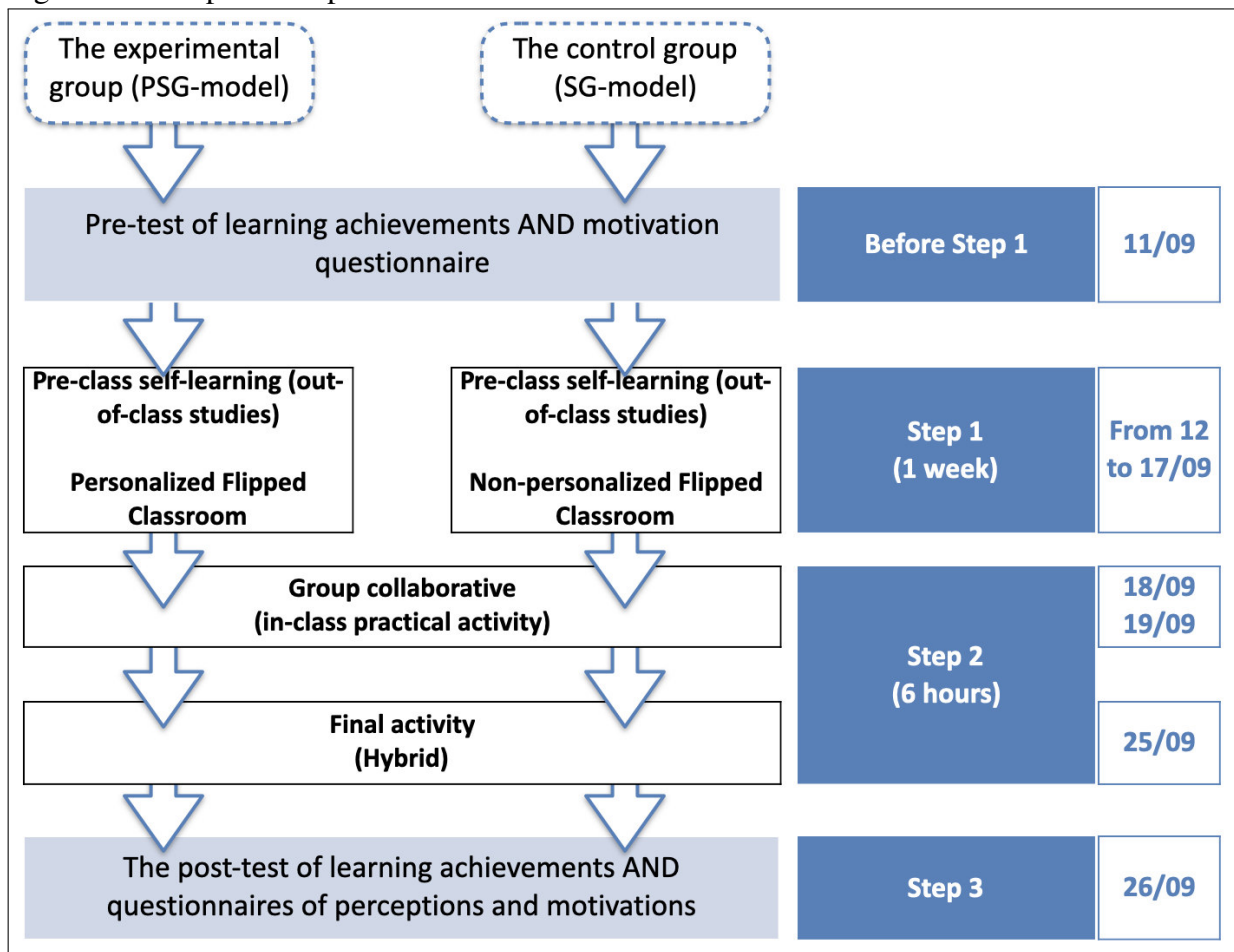 The experimental
group (PSG-model)
The control group
(SG-model)
Pre-test of learning achievements AND motivation
questionnaire
Before Step 1
11/09
Pre-class self-learning (out-
of-class studies)
Personalized Flipped
Classroom
Pre-class self-learning (out-
of-class studies)
Non-personalized Flipped
Classroom
Step 1
(1 week)
From 12
to 17/09
Group collaborative
(in-class practical activity)
18/09
19/09
Step 2
(6 hours)
Final activity
(Hybrid)
25/09
The post-test of learning achievements AND
questionnaires of perceptions and motivations
Step 3
26/09